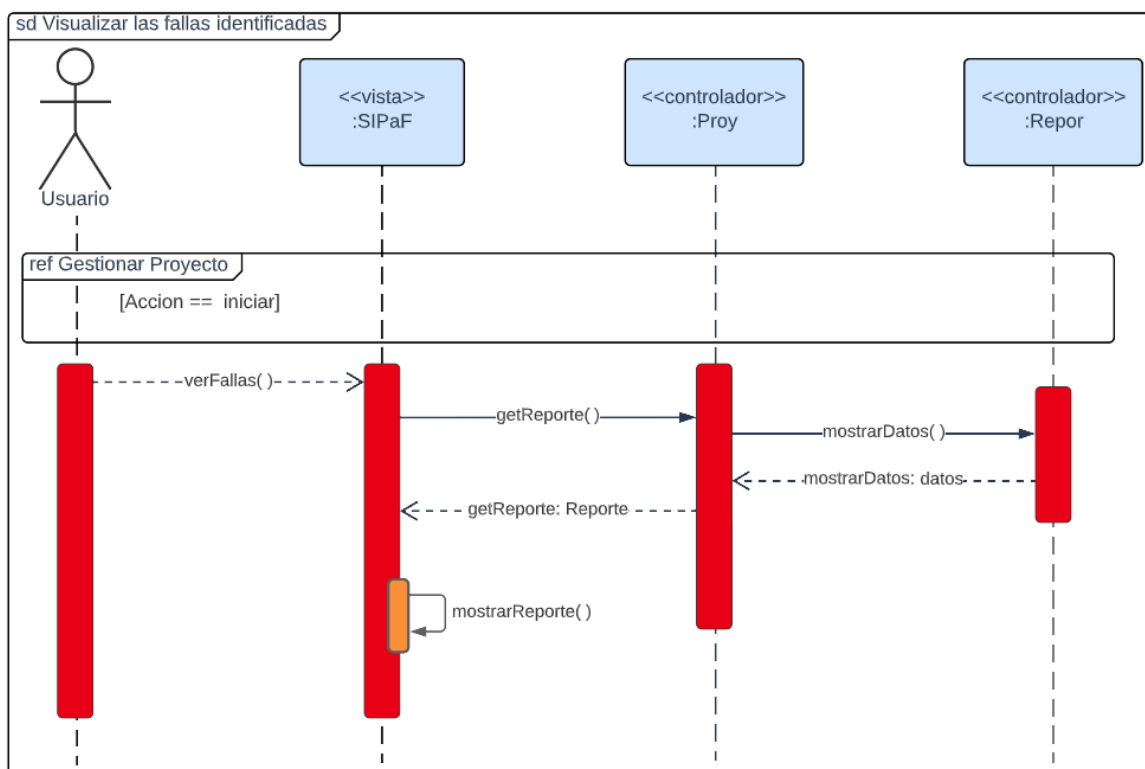 sd Visualizar las fallas identificadas
<<vista>>
:SIPaF
<<controlador>>
:Proy
<<controlador>>
:Repor
Usuario
ref Gestionar Proyecto
[Accion == iniciar]
verFallas( )
getReporte( )
mostrarDatos( )
mostrarDatos: datos
getReporte: Reporte
mostrarReporte( )